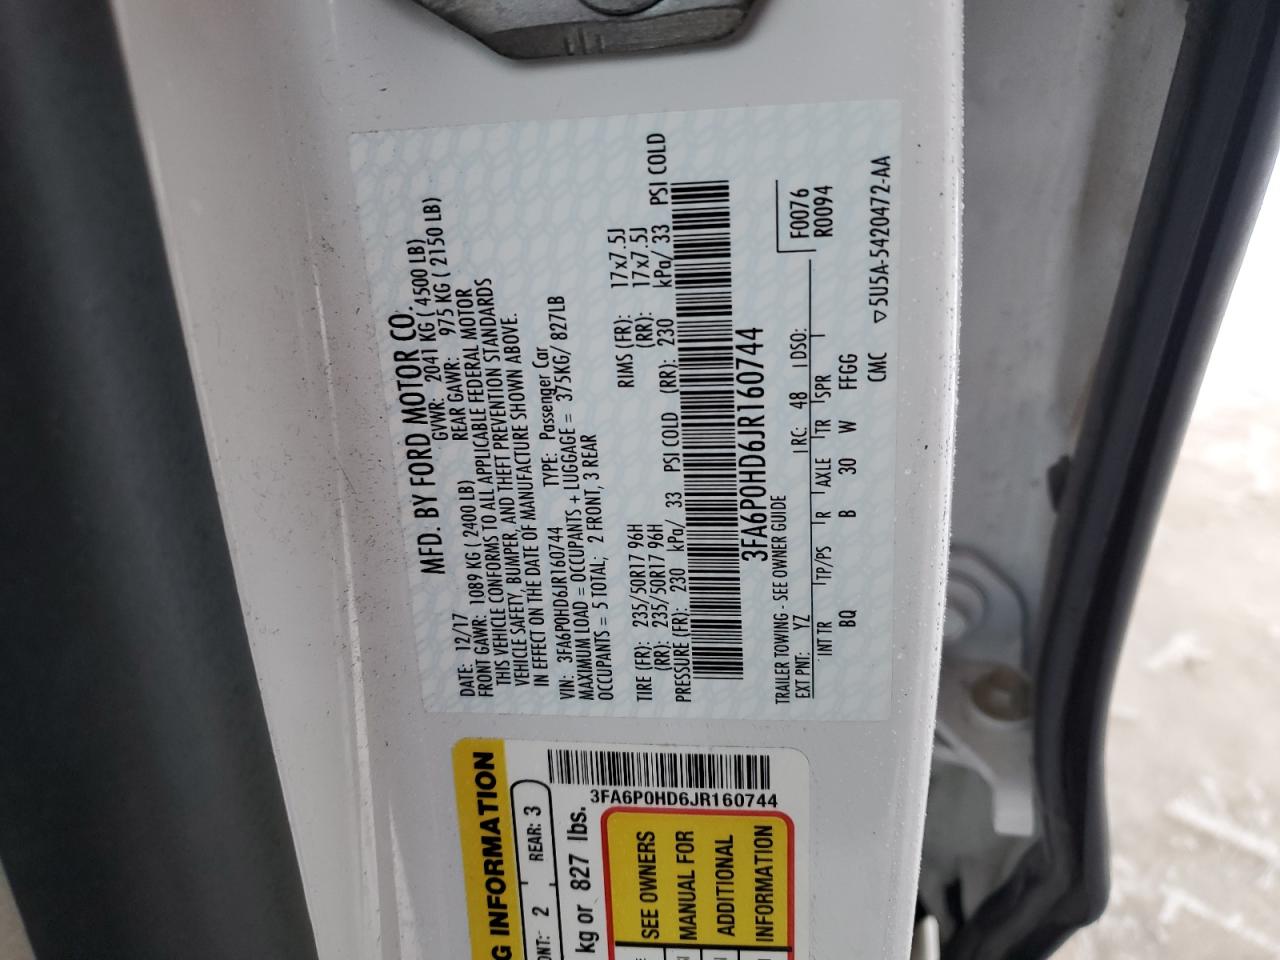 MFD. BY FORD MOTOR CO.
DATE: 12/17 GVWR: 2041 KG ( 4500 LB)
FRONT GAWR: 1089 KG ( 2400 LB) REAR GAWR: 975 KG ( 2150 LB)
THIS VEHICLE CONFORMS TO ALL APPLICABLE FEDERAL MOTOR
VEHICLE SAFETY, BUMPER, AND THEFT PREVENTION STANDARDS
IN EFFECT ON THE DATE OF MANUFACTURE SHOWN ABOVE.
VIN: 3FA6P0HD6JR160744 TYPE: Passenger Car
MAXIMUM LOAD = OCCUPANTS + LUGGAGE = 375KG/ 827LB
OCCUPANTS = 5 TOTAL; 2 FRONT, 3 REAR
TIRE (FR): 235/50R17 96H RIMS (FR): 17x7.5J
(RR): 235/50R17 96H (RR): 17x7.5J
PRESSURE (FR): 230 kPa/ 33 PSI COLD (RR): 230 kPa/ 33 PSI COLD
3FA6P0HD6JR160744
TRAILER TOWING - SEE OWNER GUIDE
F0076
EXT PNT: YZ RC: 48 DSO: R0094
INT TR TP/PS R AXLE TR SPR
BQ B 30 W FFGG
CMC ▽5U5A-5420472-AA
G INFORMATION
ONT: 2 REAR: 3
kg or 827 lbs.
3FA6P0HD6JR160744
SEE OWNERS
MANUAL FOR
ADDITIONAL
INFORMATION